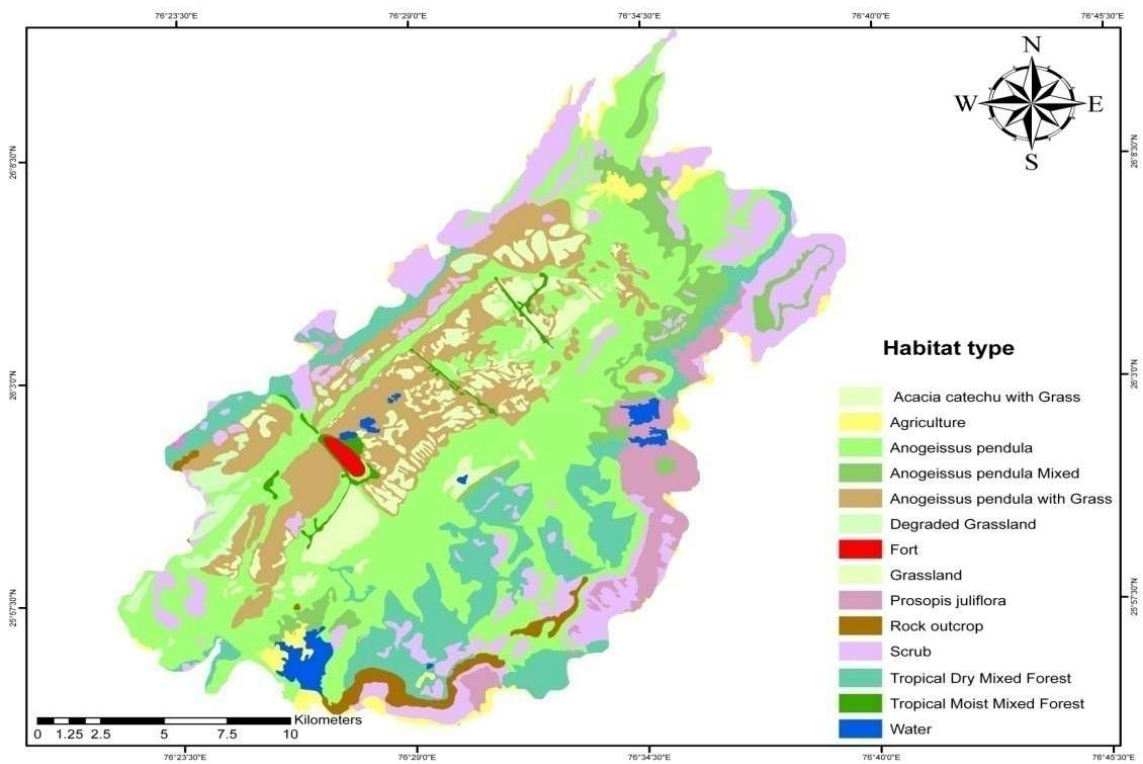 76°23'30"E 76°29'0"E 76°34'30"E 76°40'0"E 76°45'30"E
N
W E
S
26°8'30"N 26°8'30"N
Habitat type
26°3'0"N 26°3'0"N
Acacia catechu with Grass
Agriculture
Anogeissus pendula
Anogeissus pendula Mixed
Anogeissus pendula with Grass
Degraded Grassland
Fort
Grassland
Prosopis juliflora
25°57'30"N 25°57'30"N
Rock outcrop
Scrub
Tropical Dry Mixed Forest
Tropical Moist Mixed Forest
Water
Kilometers
0 1.25 2.5 5 7.5 10
76°23'30"E 76°29'0"E 76°34'30"E 76°40'0"E 76°45'30"E